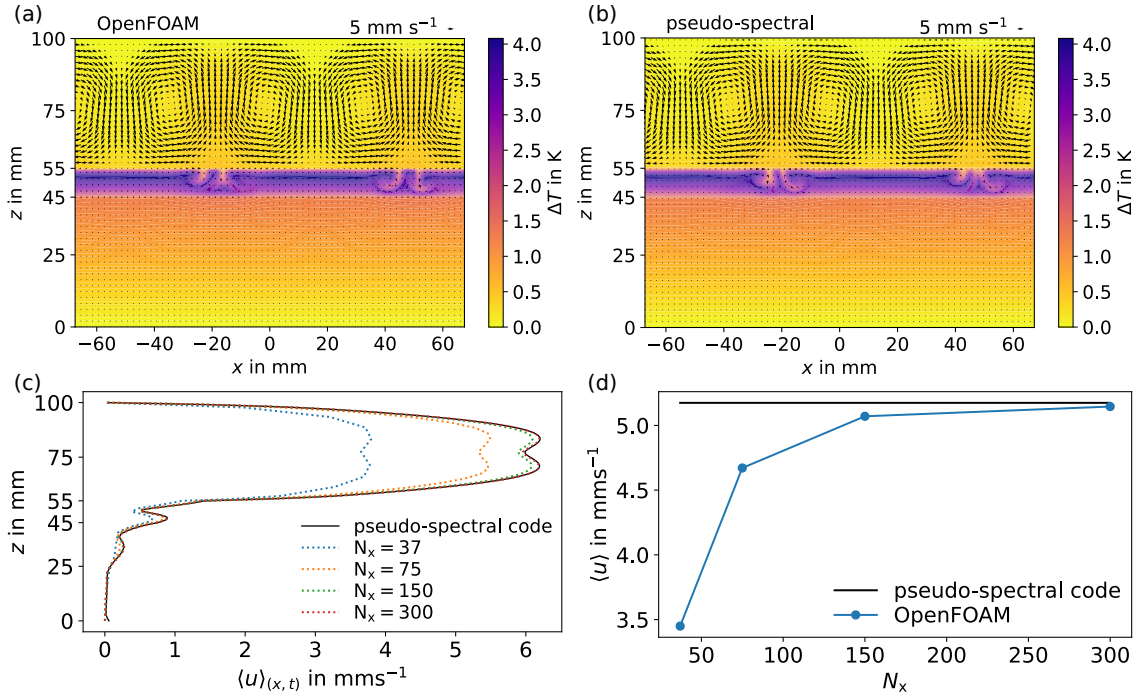 (a)
OpenFOAM
5 mm s⁻¹
100
75
55
45
25
0
z in mm
−60
−40
−20
0
20
40
60
x in mm
4.0
3.5
3.0
2.5
2.0
1.5
1.0
0.5
0.0
ΔT in K
(b)
pseudo-spectral
5 mm s⁻¹
100
75
55
45
25
0
z in mm
−60
−40
−20
0
20
40
60
x in mm
4.0
3.5
3.0
2.5
2.0
1.5
1.0
0.5
0.0
ΔT in K
(c)
100
75
55
45
25
0
z in mm
pseudo-spectral code
Nₓ = 37
Nₓ = 75
Nₓ = 150
Nₓ = 300
0
1
2
3
4
5
6
⟨u⟩(x, t) in mms⁻¹
(d)
5.0
4.5
4.0
3.5
⟨u⟩ in mms⁻¹
pseudo-spectral code
OpenFOAM
50
100
150
200
250
300
Nₓ